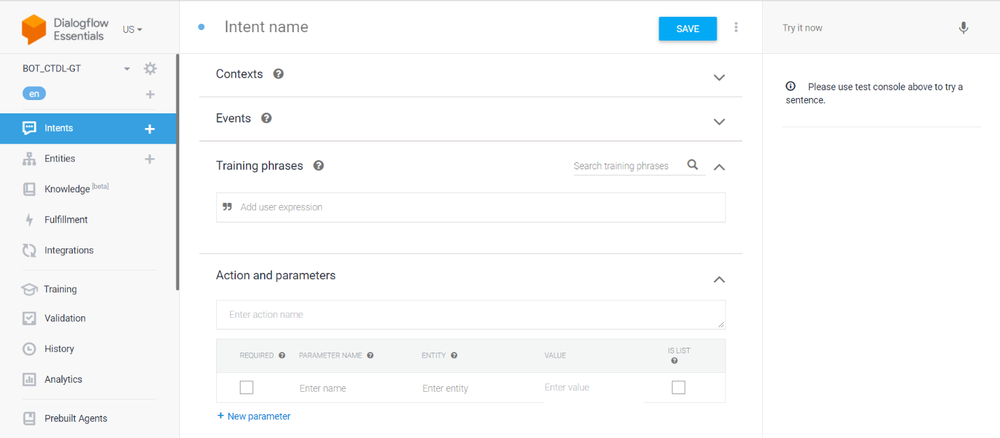 Dialogflow
Essentials
US
BOT_CTDL-GT
en
Intents
Entities
Knowledge [beta]
Fulfillment
Integrations
Training
Validation
History
Analytics
Prebuilt Agents
Intent name
SAVE
Contexts
Events
Training phrases
Search training phrases
Add user expression
Action and parameters
Enter action name
REQUIRED PARAMETER NAME ENTITY VALUE IS LIST
Enter name Enter entity Enter value
+ New parameter
Try it now
Please use test console above to try a
sentence.